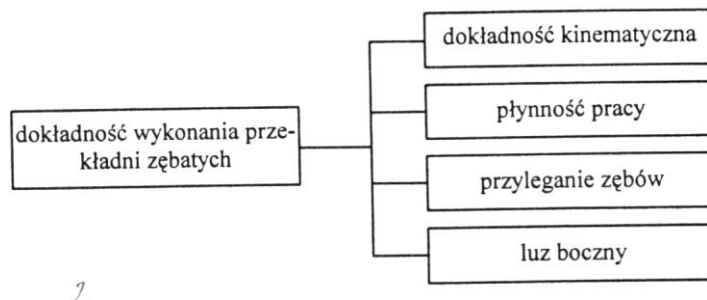 dokładność wykonania prze-
kładni zębatych
dokładność kinematyczna
płynność pracy
przyleganie zębów
luz boczny